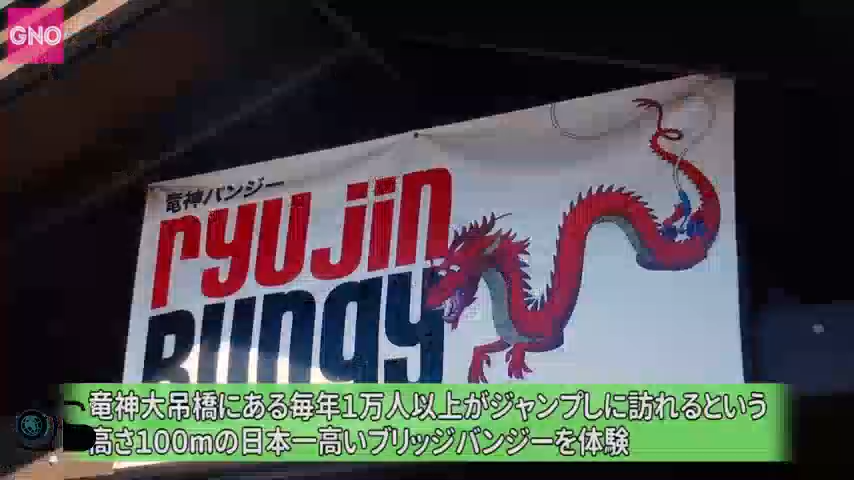 GNO
竜神バンジー
ryujin
Bungy
竜神大吊橋にある毎年1万人以上がジャンプしに訪れるという
高さ100mの日本一高いブリッジバンジーを体験